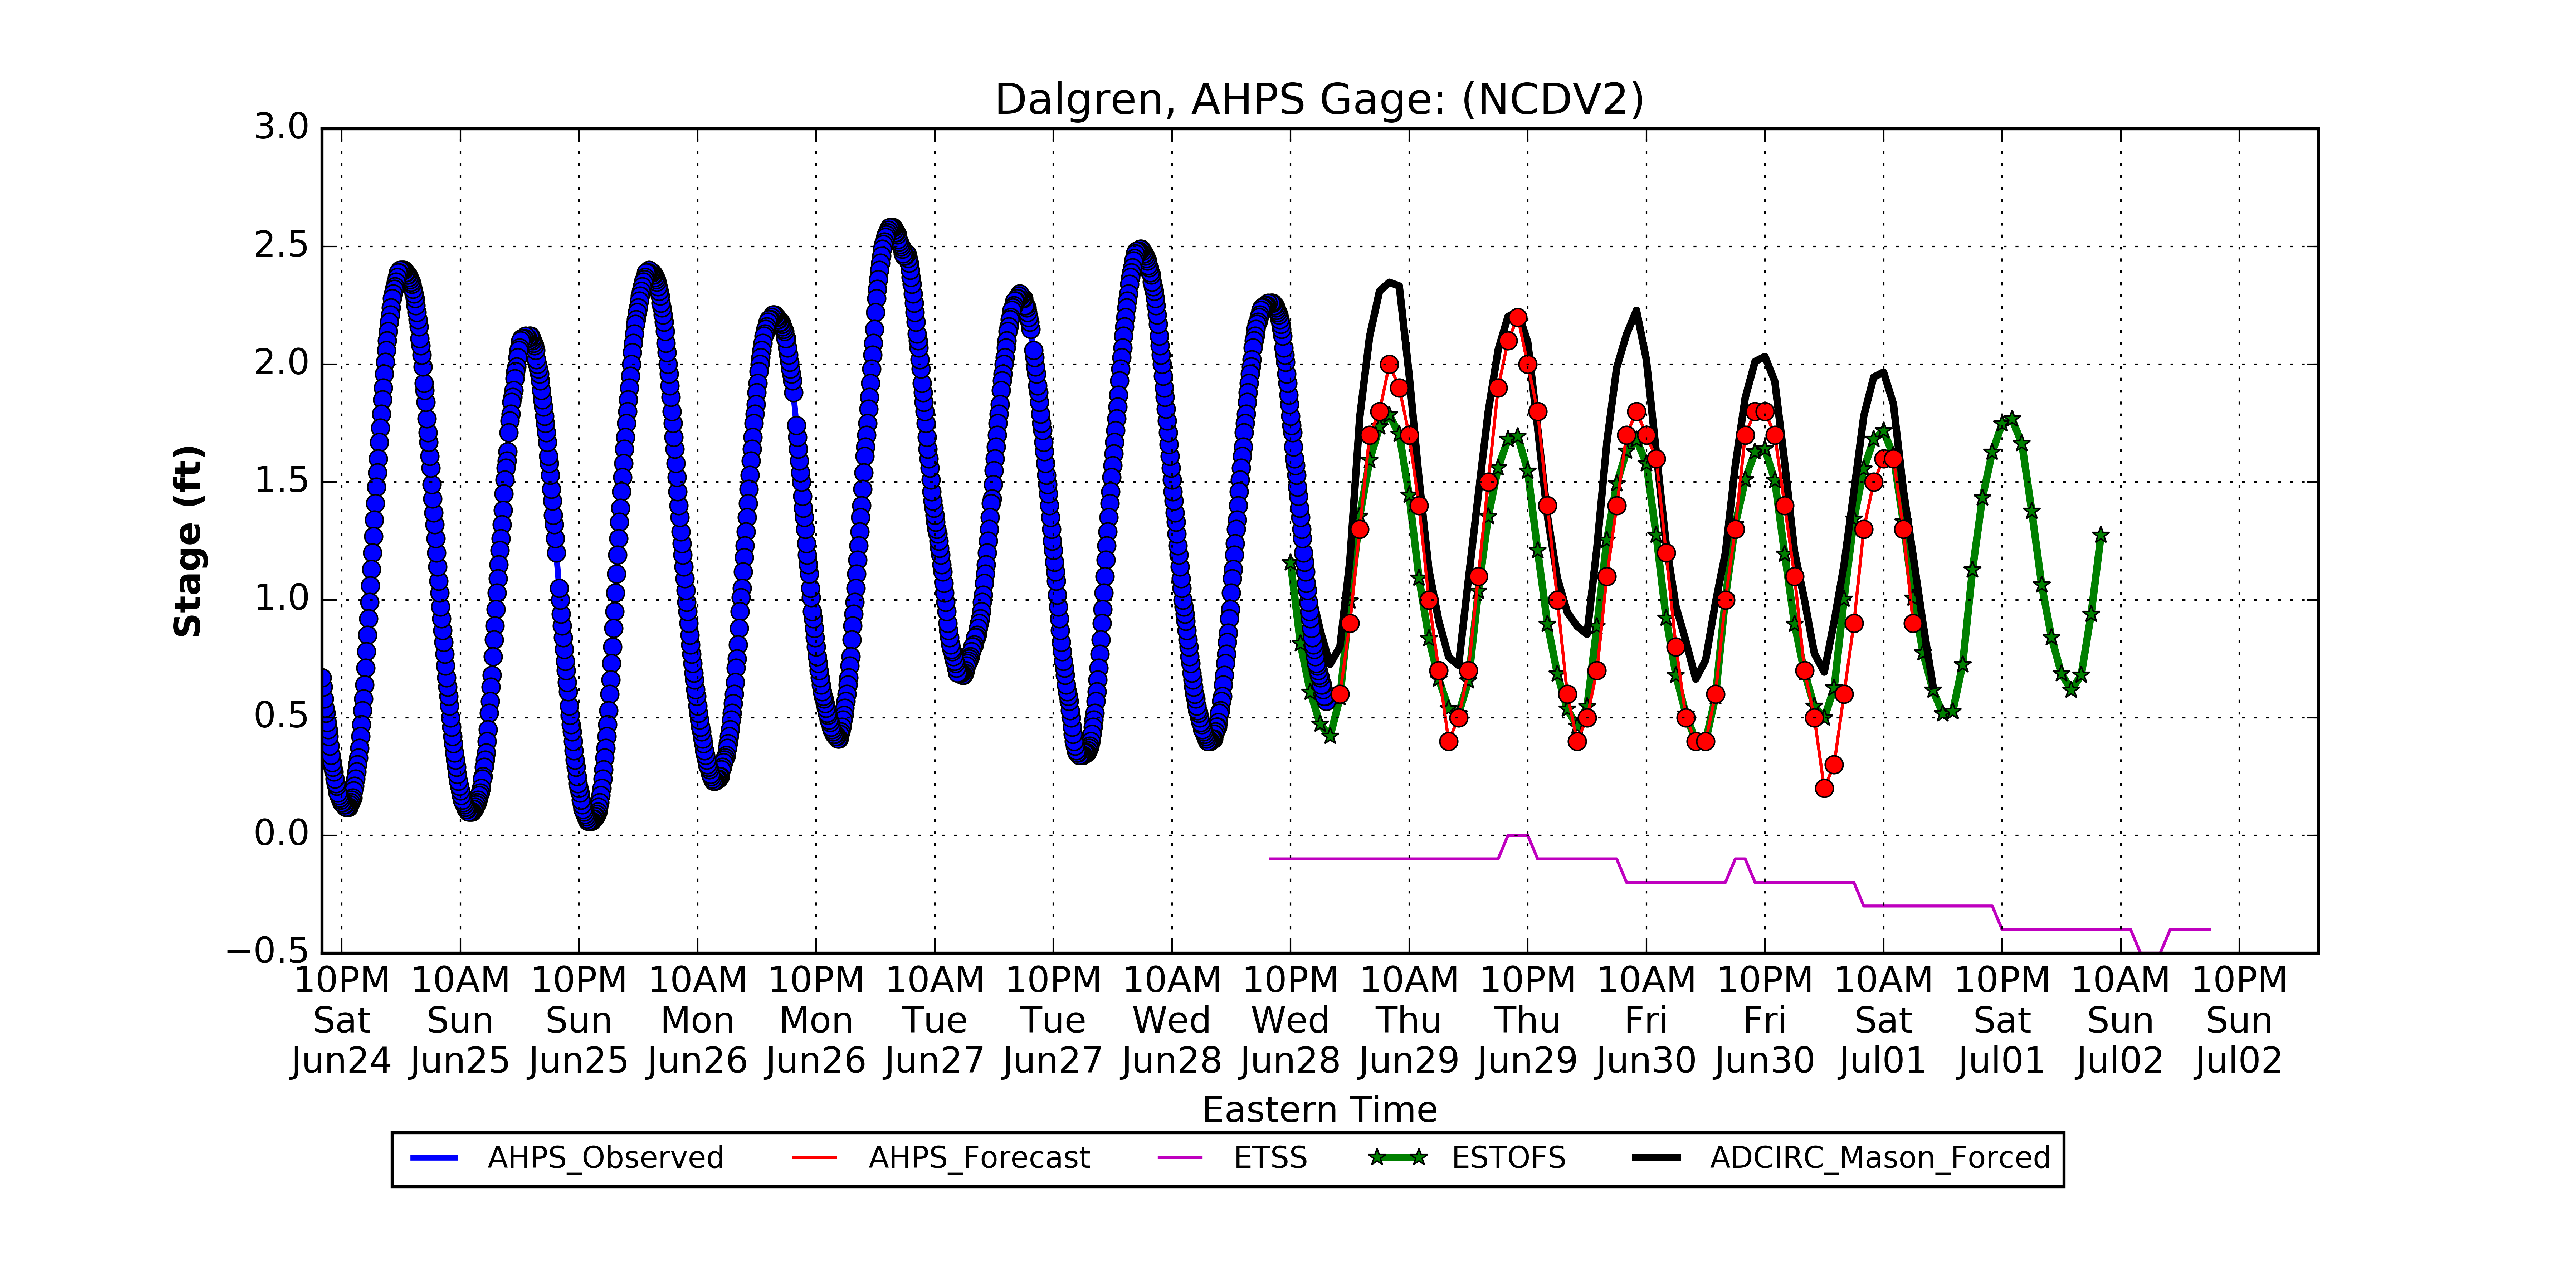 Dalgren, AHPS Gage: (NCDV2)
3.0
2.5
2.0
1.5
1.0
0.5
0.0
−0.5
Stage (ft)
10PM 10AM 10PM 10AM 10PM 10AM 10PM 10AM 10PM 10AM 10PM 10AM 10PM 10AM 10PM 10AM 10PM
Sat Sun Sun Mon Mon Tue Tue Wed Wed Thu Thu Fri Fri Sat Sat Sun Sun
Jun24 Jun25 Jun25 Jun26 Jun26 Jun27 Jun27 Jun28 Jun28 Jun29 Jun29 Jun30 Jun30 Jul01 Jul01 Jul02 Jul02
Eastern Time
AHPS_Observed AHPS_Forecast ETSS ESTOFS ADCIRC_Mason_Forced